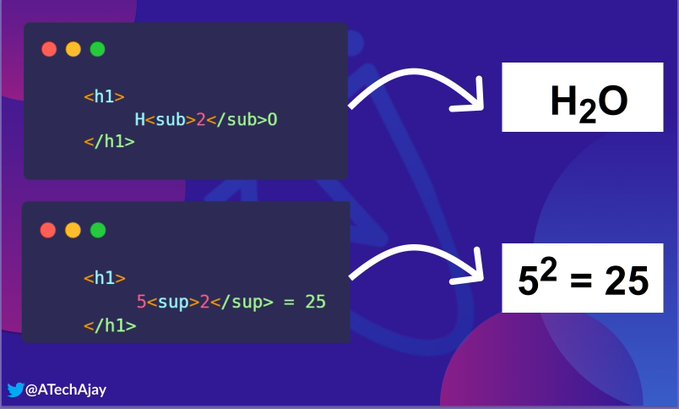 <h1>
H<sub>2</sub>O
</h1>
H2O
<h1>
5<sup>2</sup> = 25
</h1>
5² = 25
@ATechAjay